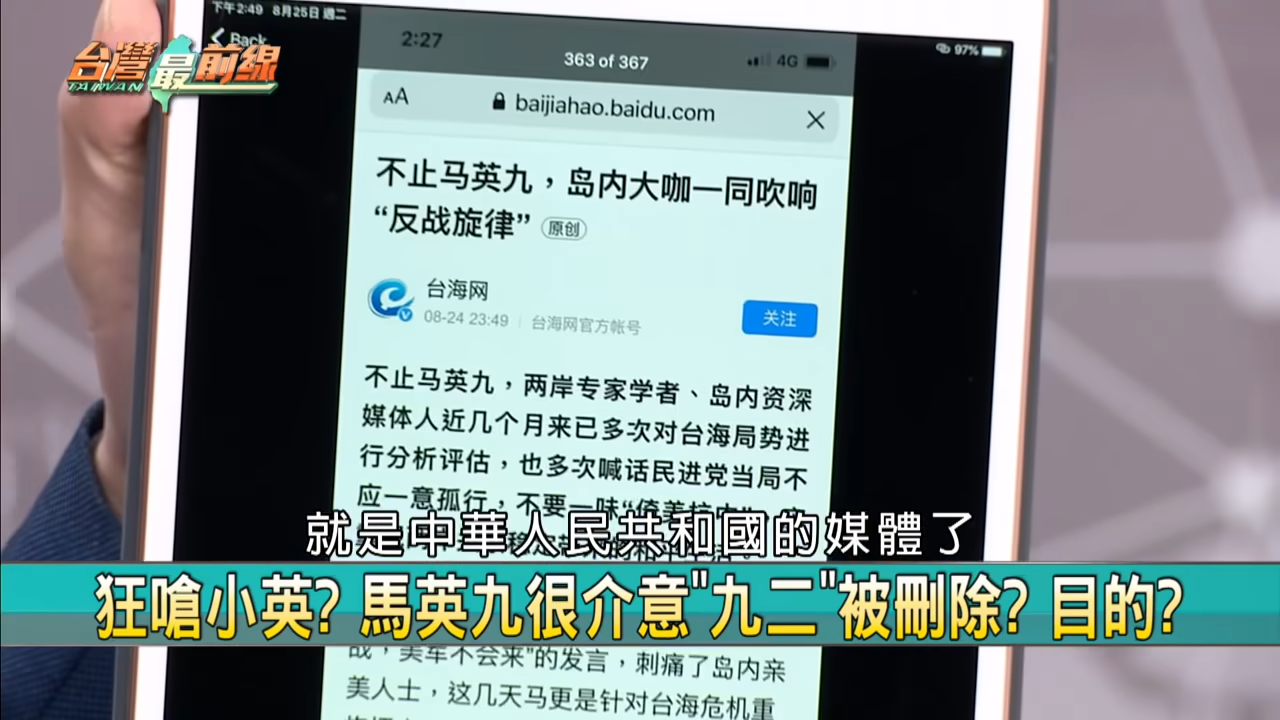 下午2:49 8月25日 週二
97%
Back
台灣最前線
TAIWAN
2:27
363 of 367
4G
AA
baijiahao.baidu.com
不止马英九，岛内大咖一同吹响
“反战旋律” 原创
台海网
08-24 23:49 台海网官方帐号
关注
不止马英九，两岸专家学者、岛内资深
媒体人近几个月来已多次对台海局势进
行分析评估，也多次喊话民进党当局不
应一意孤行，不要一味“倚美抗中”
就是中華人民共和國的媒體了
狂嗆小英? 馬英九很介意"九二"被刪除? 目的?
战，美军不会来”的发言，刺痛了岛内亲
美人士，这几天马更是针对台海危机重